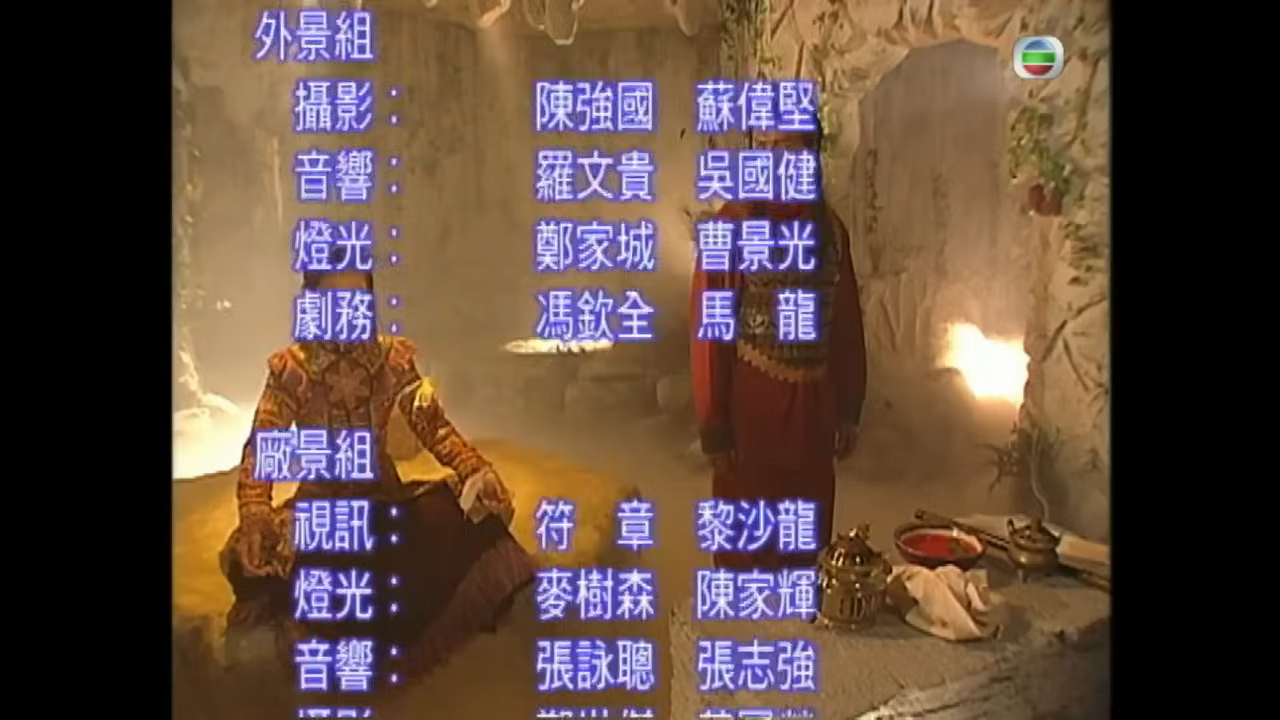 外景組
攝影： 陳強國 蘇偉堅
音響： 羅文貴 吳國健
燈光： 鄭家城 曹景光
劇務： 馮欽全 馬 龍
廠景組
視訊： 符 章 黎沙龍
燈光： 麥樹森 陳家輝
音響： 張詠聰 張志強